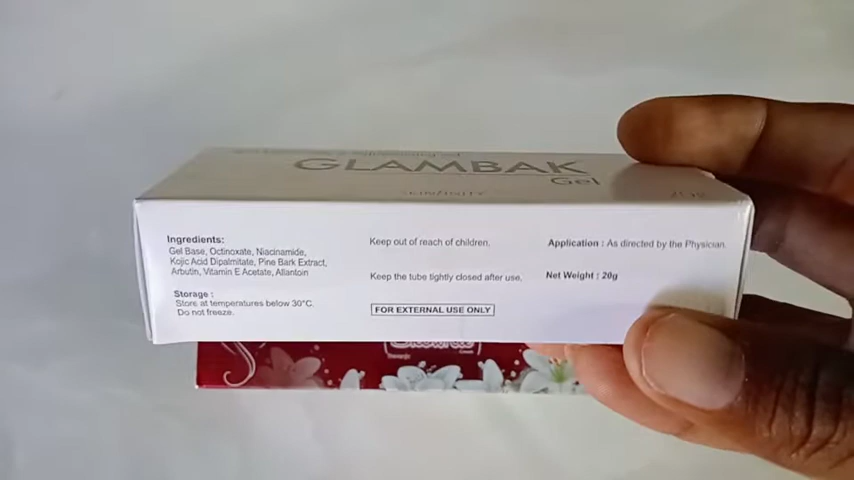 GLAMBAK
Gel
Ingredients:
Gel Base, Octinoxate, Niacinamide,
Kojic Acid Dipalmitate, Pine Bark Extract,
Arbutin, Vitamin E Acetate, Allantoin
Storage :
Store at temperatures below 30°C.
Do not freeze.
Keep out of reach of children.
Keep the tube tightly closed after use.
FOR EXTERNAL USE ONLY
Application : As directed by the Physician.
Net Weight : 20g